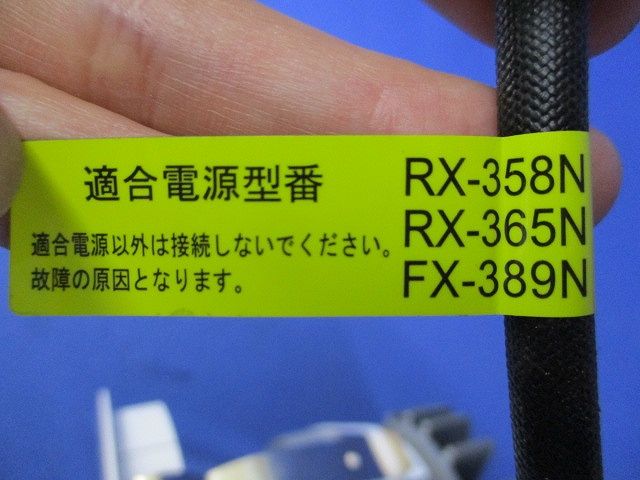 適合電源型番
適合電源以外は接続しないでください。
故障の原因となります。
RX-358N
RX-365N
FX-389N